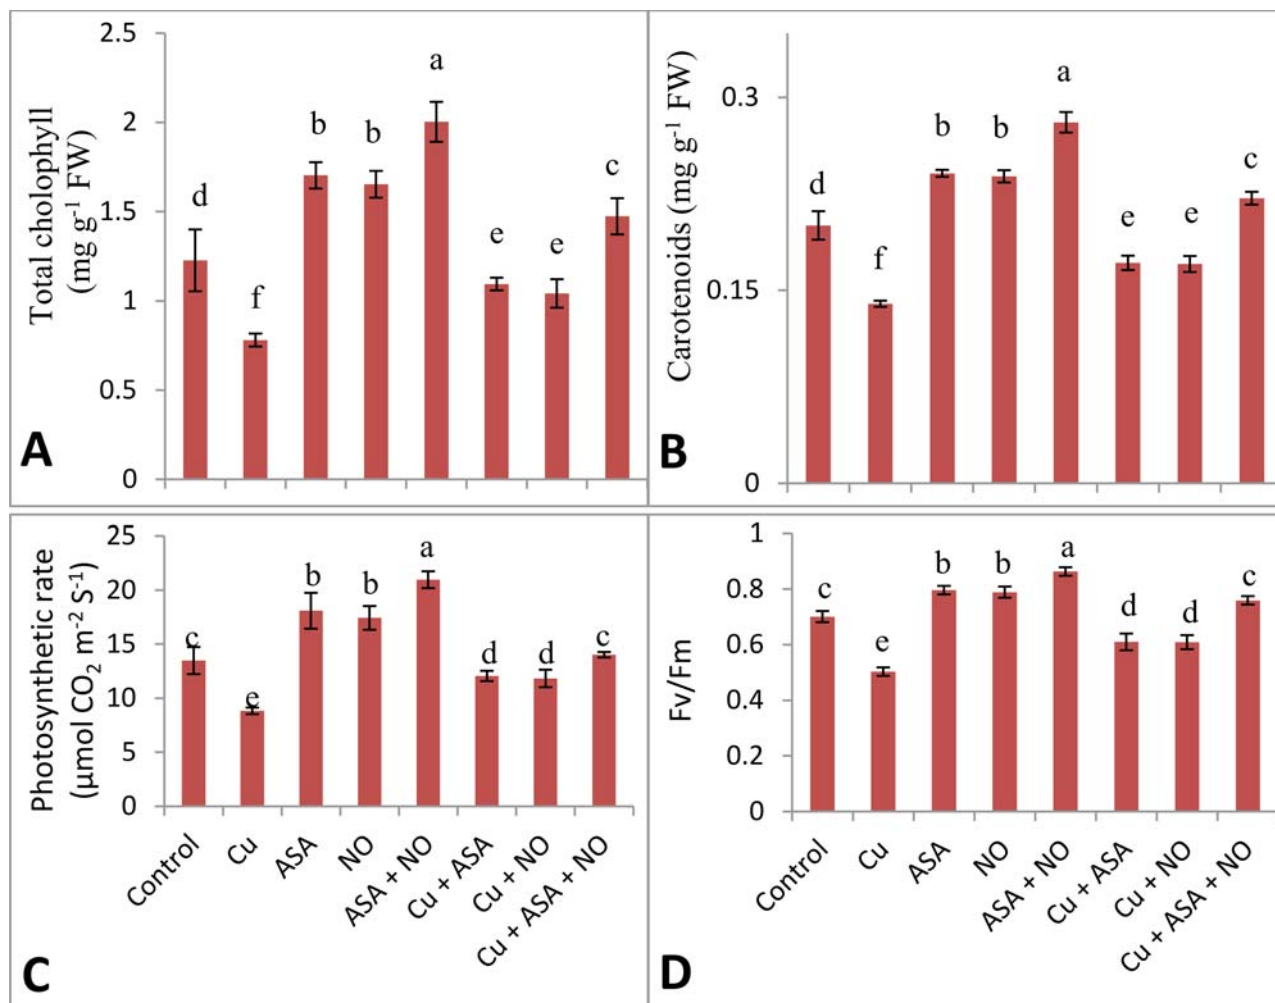 Total cholophyll
(mg g⁻¹ FW)
2.5
2
1.5
1
0.5
0
d
f
b
b
a
e
e
c
A
Carotenoids (mg g⁻¹ FW)
0.3
0.15
0
d
f
b
b
a
e
e
c
B
Photosynthetic rate
(µmol CO₂ m⁻² S⁻¹)
25
20
15
10
5
0
c
e
b
b
a
d
d
c
Control
Cu
ASA
NO
ASA + NO
Cu + ASA
Cu + NO
Cu + ASA + NO
C
Fv/Fm
1
0.8
0.6
0.4
0.2
0
c
e
b
b
a
d
d
c
Control
Cu
ASA
NO
ASA + NO
Cu + ASA
Cu + NO
Cu + ASA + NO
D